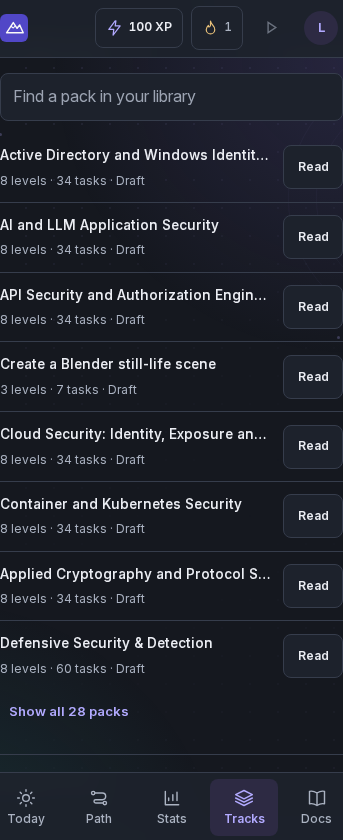 100 XP
1
L
Find a pack in your library
Active Directory and Windows Identit...
8 levels · 34 tasks · Draft
Read
AI and LLM Application Security
8 levels · 34 tasks · Draft
Read
API Security and Authorization Engin...
8 levels · 34 tasks · Draft
Read
Create a Blender still-life scene
3 levels · 7 tasks · Draft
Read
Cloud Security: Identity, Exposure an...
8 levels · 34 tasks · Draft
Read
Container and Kubernetes Security
8 levels · 34 tasks · Draft
Read
Applied Cryptography and Protocol S...
8 levels · 34 tasks · Draft
Read
Defensive Security & Detection
8 levels · 60 tasks · Draft
Read
Show all 28 packs
Today
Path
Stats
Tracks
Docs